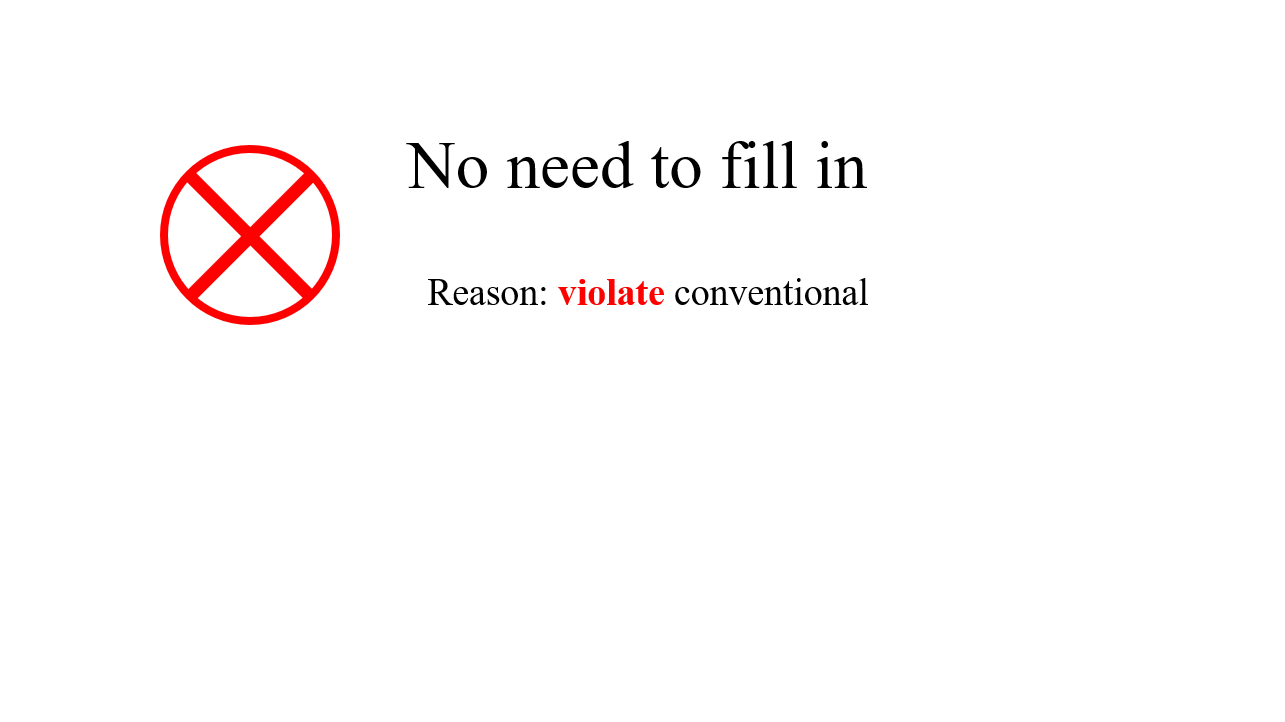 No need to fill in
Reason: violate conventional